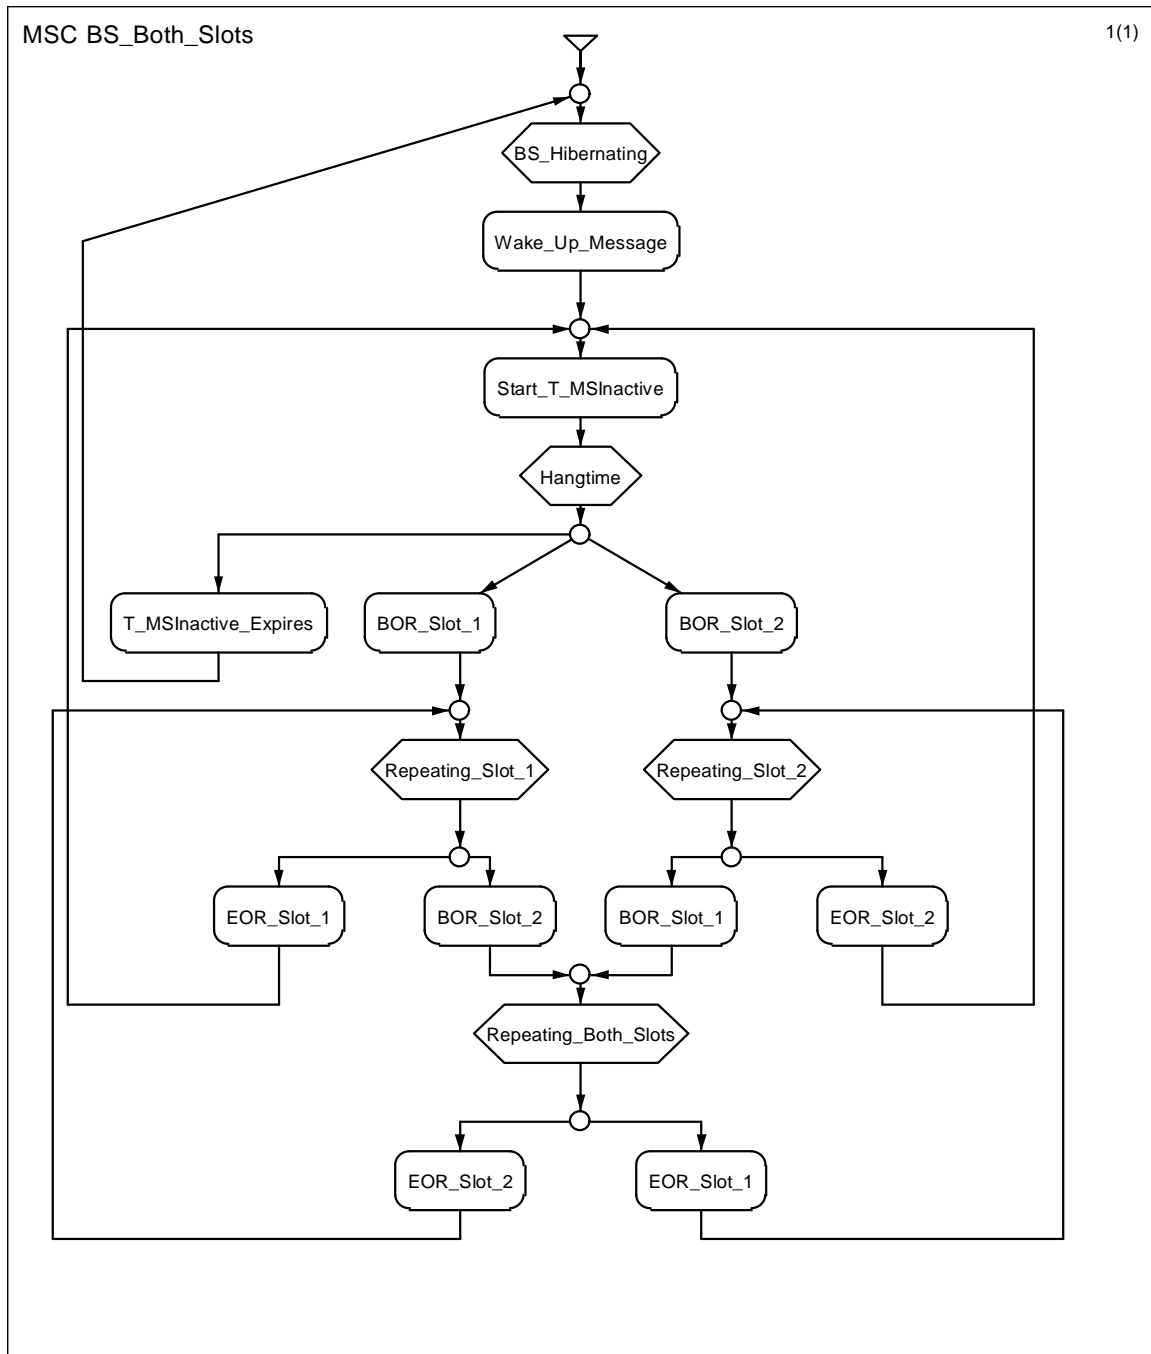 MSC BS_Both_Slots
1(1)
BS_Hibernating
Wake_Up_Message
Start_T_MSInactive
Hangtime
T_MSInactive_Expires
BOR_Slot_1
BOR_Slot_2
Repeating_Slot_1
Repeating_Slot_2
EOR_Slot_1
BOR_Slot_2
BOR_Slot_1
EOR_Slot_2
Repeating_Both_Slots
EOR_Slot_2
EOR_Slot_1